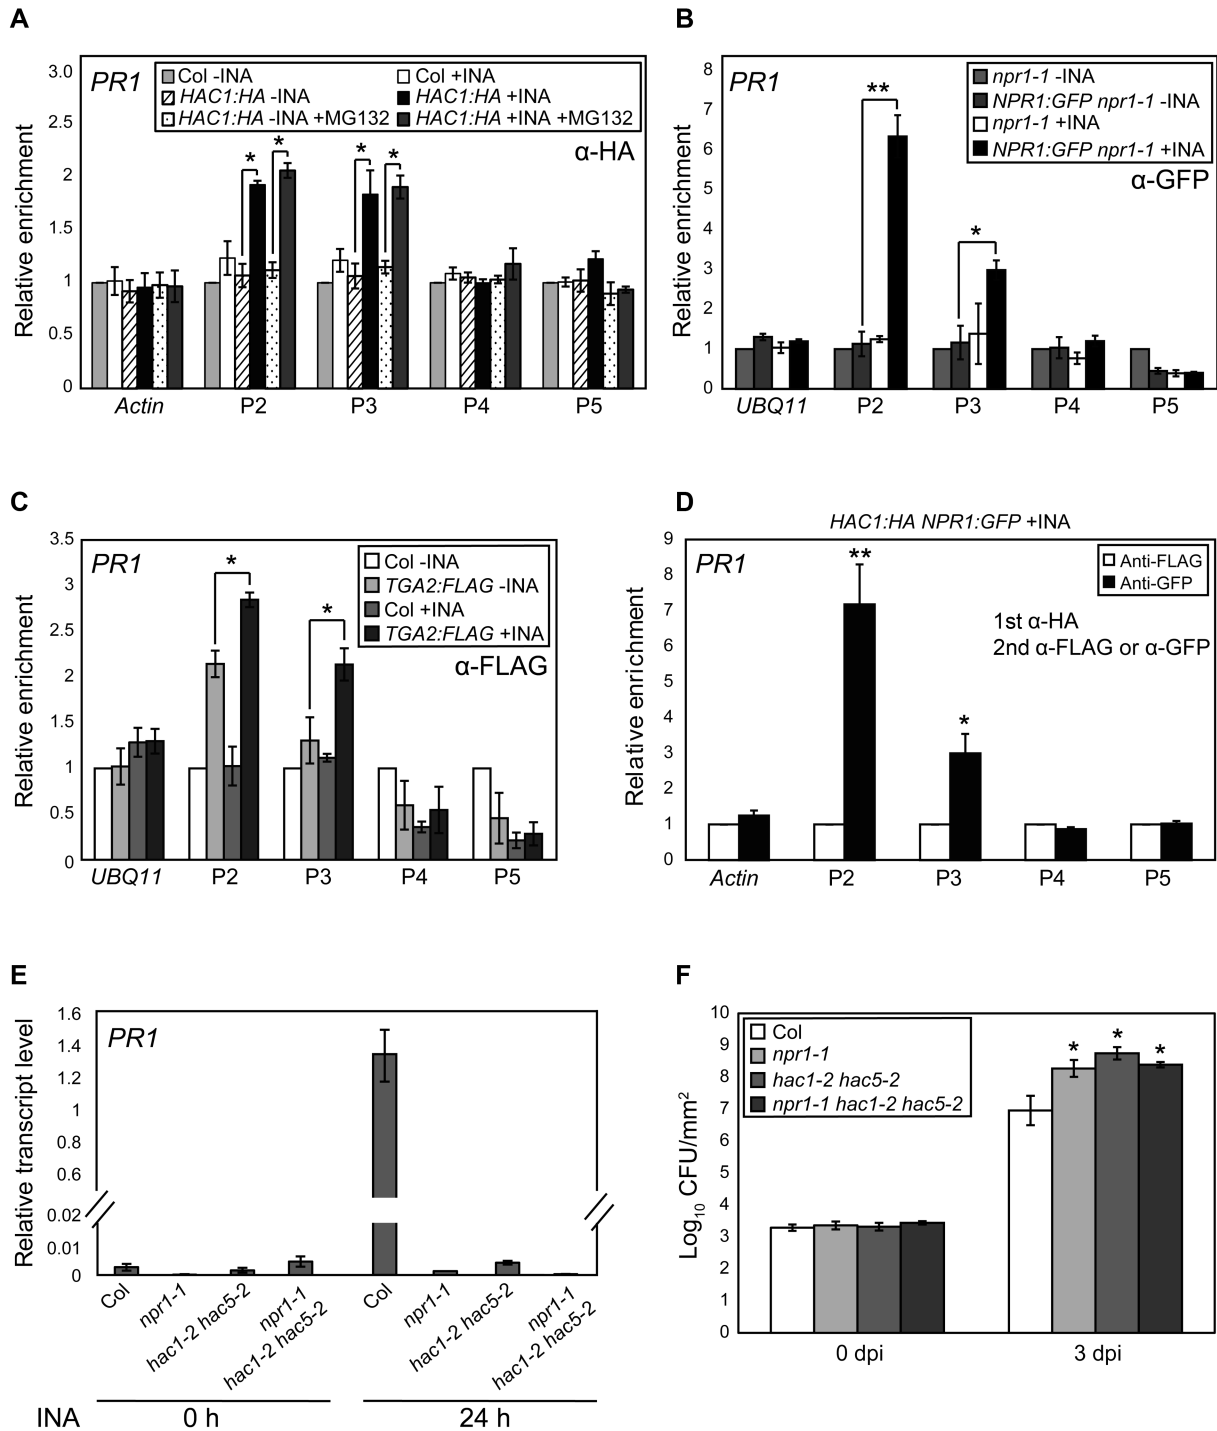 A
PR1
Col -INA
Col +INA
HAC1:HA -INA
HAC1:HA +INA
HAC1:HA -INA +MG132
HAC1:HA +INA +MG132
α-HA
Relative enrichment
3.0
2.5
2
1.5
1
0.5
0
* * * *
Actin P2 P3 P4 P5
B
PR1
npr1-1 -INA
NPR1:GFP npr1-1 -INA
npr1-1 +INA
NPR1:GFP npr1-1 +INA
α-GFP
Relative enrichment
8
7
6
5
4
3
2
1
0
** *
UBQ11 P2 P3 P4 P5
C
PR1
Col -INA
TGA2:FLAG -INA
Col +INA
TGA2:FLAG +INA
α-FLAG
Relative enrichment
3.5
3
2.5
2
1.5
1
0.5
0
* *
UBQ11 P2 P3 P4 P5
D
HAC1:HA NPR1:GFP +INA
PR1
Anti-FLAG
Anti-GFP
1st α-HA
2nd α-FLAG or α-GFP
Relative enrichment
9
8
7
6
5
4
3
2
1
0
** *
Actin P2 P3 P4 P5
E
PR1
Relative transcript level
1.6
1.4
1.2
1
0.8
0.6
0.02
0.01
0
Col
npr1-1
hac1-2 hac5-2
npr1-1
hac1-2 hac5-2
Col
npr1-1
hac1-2 hac5-2
npr1-1
hac1-2 hac5-2
INA 0 h 24 h
F
Col
npr1-1
hac1-2 hac5-2
npr1-1 hac1-2 hac5-2
Log10 CFU/mm2
10
9
8
7
6
5
4
3
2
1
0
* * *
0 dpi 3 dpi